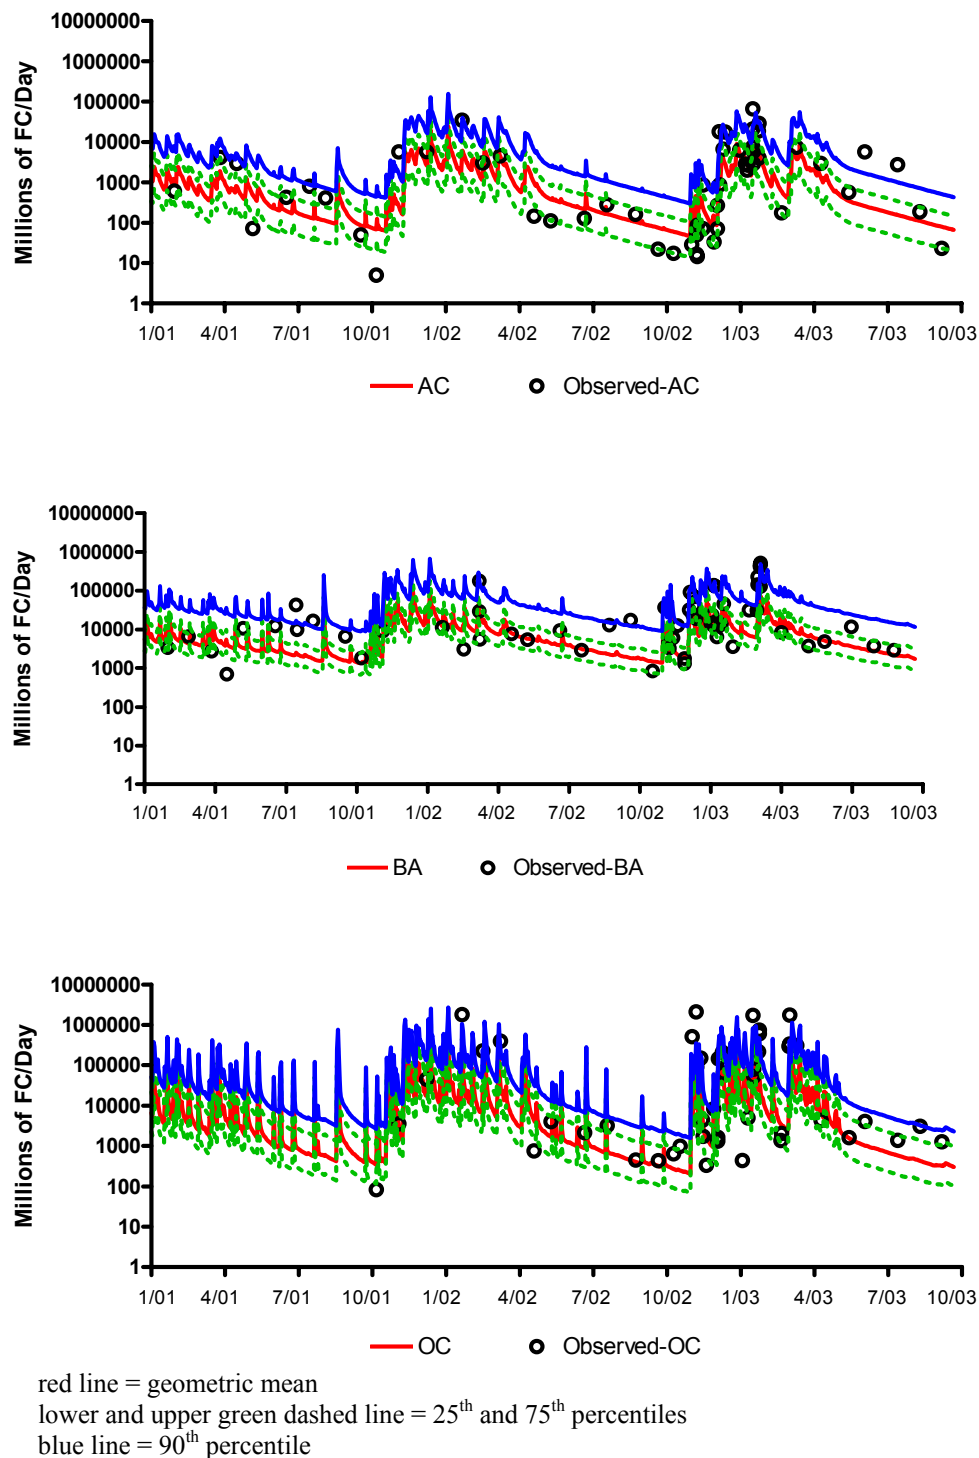 10000000
1000000
100000
10000
1000
100
10
1
Millions of FC/Day
1/01 4/01 7/01 10/01 1/02 4/02 7/02 10/02 1/03 4/03 7/03 10/03
AC Observed-AC
10000000
1000000
100000
10000
1000
100
10
1
Millions of FC/Day
1/01 4/01 7/01 10/01 1/02 4/02 7/02 10/02 1/03 4/03 7/03 10/03
BA Observed-BA
10000000
1000000
100000
10000
1000
100
10
1
Millions of FC/Day
1/01 4/01 7/01 10/01 1/02 4/02 7/02 10/02 1/03 4/03 7/03 10/03
OC Observed-OC
red line = geometric mean
lower and upper green dashed line = 25th and 75th percentiles
blue line = 90th percentile